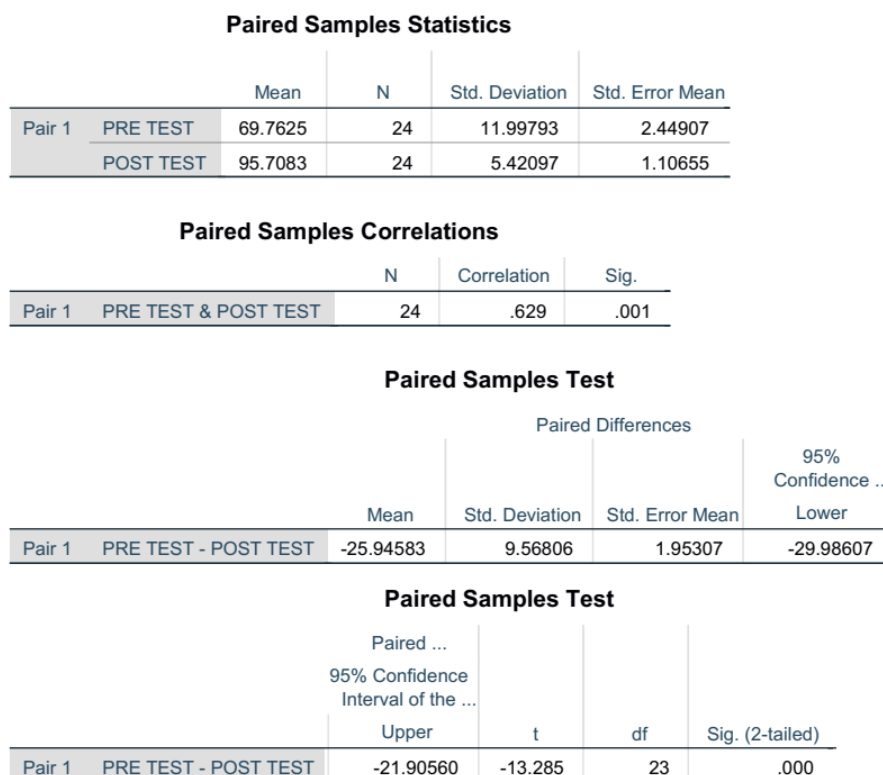 Paired Samples Statistics
Mean N Std. Deviation Std. Error Mean
Pair 1 PRE TEST 69.7625 24 11.99793 2.44907
POST TEST 95.7083 24 5.42097 1.10655
Paired Samples Correlations
N Correlation Sig.
Pair 1 PRE TEST & POST TEST 24 .629 .001
Paired Samples Test
Paired Differences
95%
Confidence ...
Mean Std. Deviation Std. Error Mean Lower
Pair 1 PRE TEST - POST TEST -25.94583 9.56806 1.95307 -29.98607
Paired Samples Test
Paired ...
95% Confidence
Interval of the ...
Upper t df Sig. (2-tailed)
Pair 1 PRE TEST - POST TEST -21.90560 -13.285 23 .000